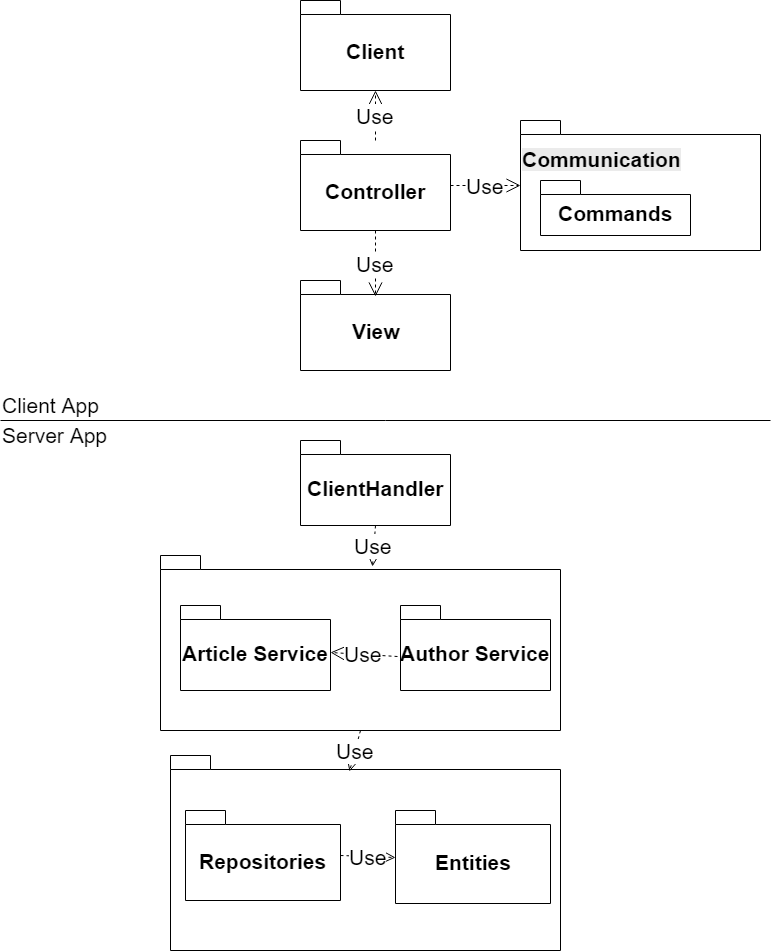 Client
Use
Controller
Use
Communication
Commands
Use
View
Client App
Server App
ClientHandler
Use
Article Service
Use
Author Service
Use
Repositories
Use
Entities